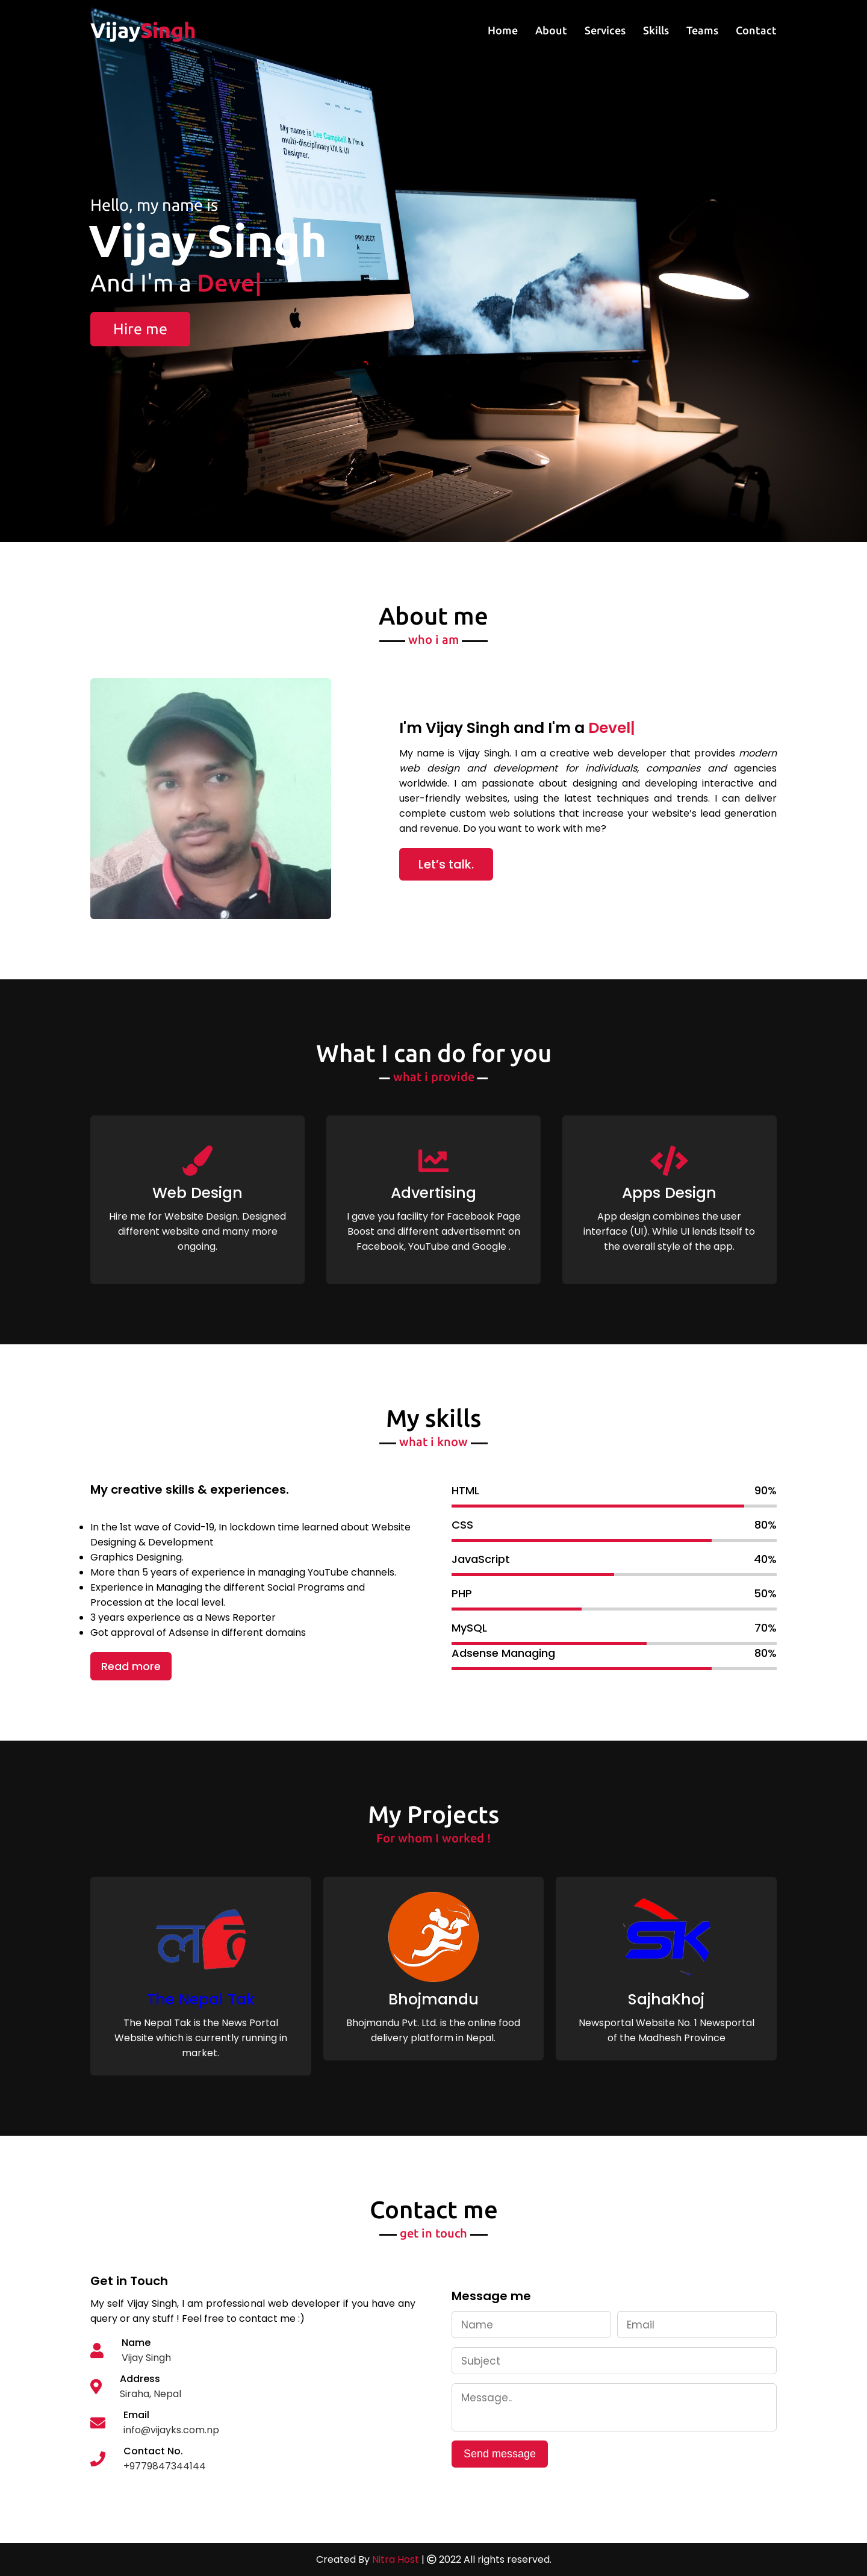 VijaySingh
Home About Services Skills Teams Contact
My name is Lee Campbell & I'm a
multi-disciplinary UX & UI
Designer.
WORK
PROJECT
Hello, my name is
Vijay Singh
And I'm a Deve|
Hire me
About me
who i am
I'm Vijay Singh and I'm a Devel|
My name is Vijay Singh. I am a creative web developer that provides modern
web design and development for individuals, companies and agencies
worldwide. I am passionate about designing and developing interactive and
user-friendly websites, using the latest techniques and trends. I can deliver
complete custom web solutions that increase your website’s lead generation
and revenue. Do you want to work with me?
Let’s talk.
What I can do for you
what i provide
Web Design
Hire me for Website Design. Designed
different website and many more
ongoing.
Advertising
I gave you facility for Facebook Page
Boost and different advertisemnt on
Facebook, YouTube and Google .
Apps Design
App design combines the user
interface (UI). While UI lends itself to
the overall style of the app.
My skills
what i know
My creative skills & experiences.
In the 1st wave of Covid-19, In lockdown time learned about Website
Designing & Development
Graphics Designing.
More than 5 years of experience in managing YouTube channels.
Experience in Managing the different Social Programs and
Procession at the local level.
3 years experience as a News Reporter
Got approval of Adsense in different domains
Read more
HTML 90%
CSS 80%
JavaScript 40%
PHP 50%
MySQL 70%
Adsense Managing 80%
My Projects
For whom I worked !
The Nepal Tak
The Nepal Tak is the News Portal
Website which is currently running in
market.
Bhojmandu
Bhojmandu Pvt. Ltd. is the online food
delivery platform in Nepal.
SK
SajhaKhoj
Newsportal Website No. 1 Newsportal
of the Madhesh Province
Contact me
get in touch
Get in Touch
My self Vijay Singh, I am professional web developer if you have any
query or any stuff ! Feel free to contact me :)
Name
Vijay Singh
Address
Siraha, Nepal
Email
info@vijayks.com.np
Contact No.
+9779847344144
Message me
Name Email
Subject
Message..
Send message
Created By Nitra Host | © 2022 All rights reserved.